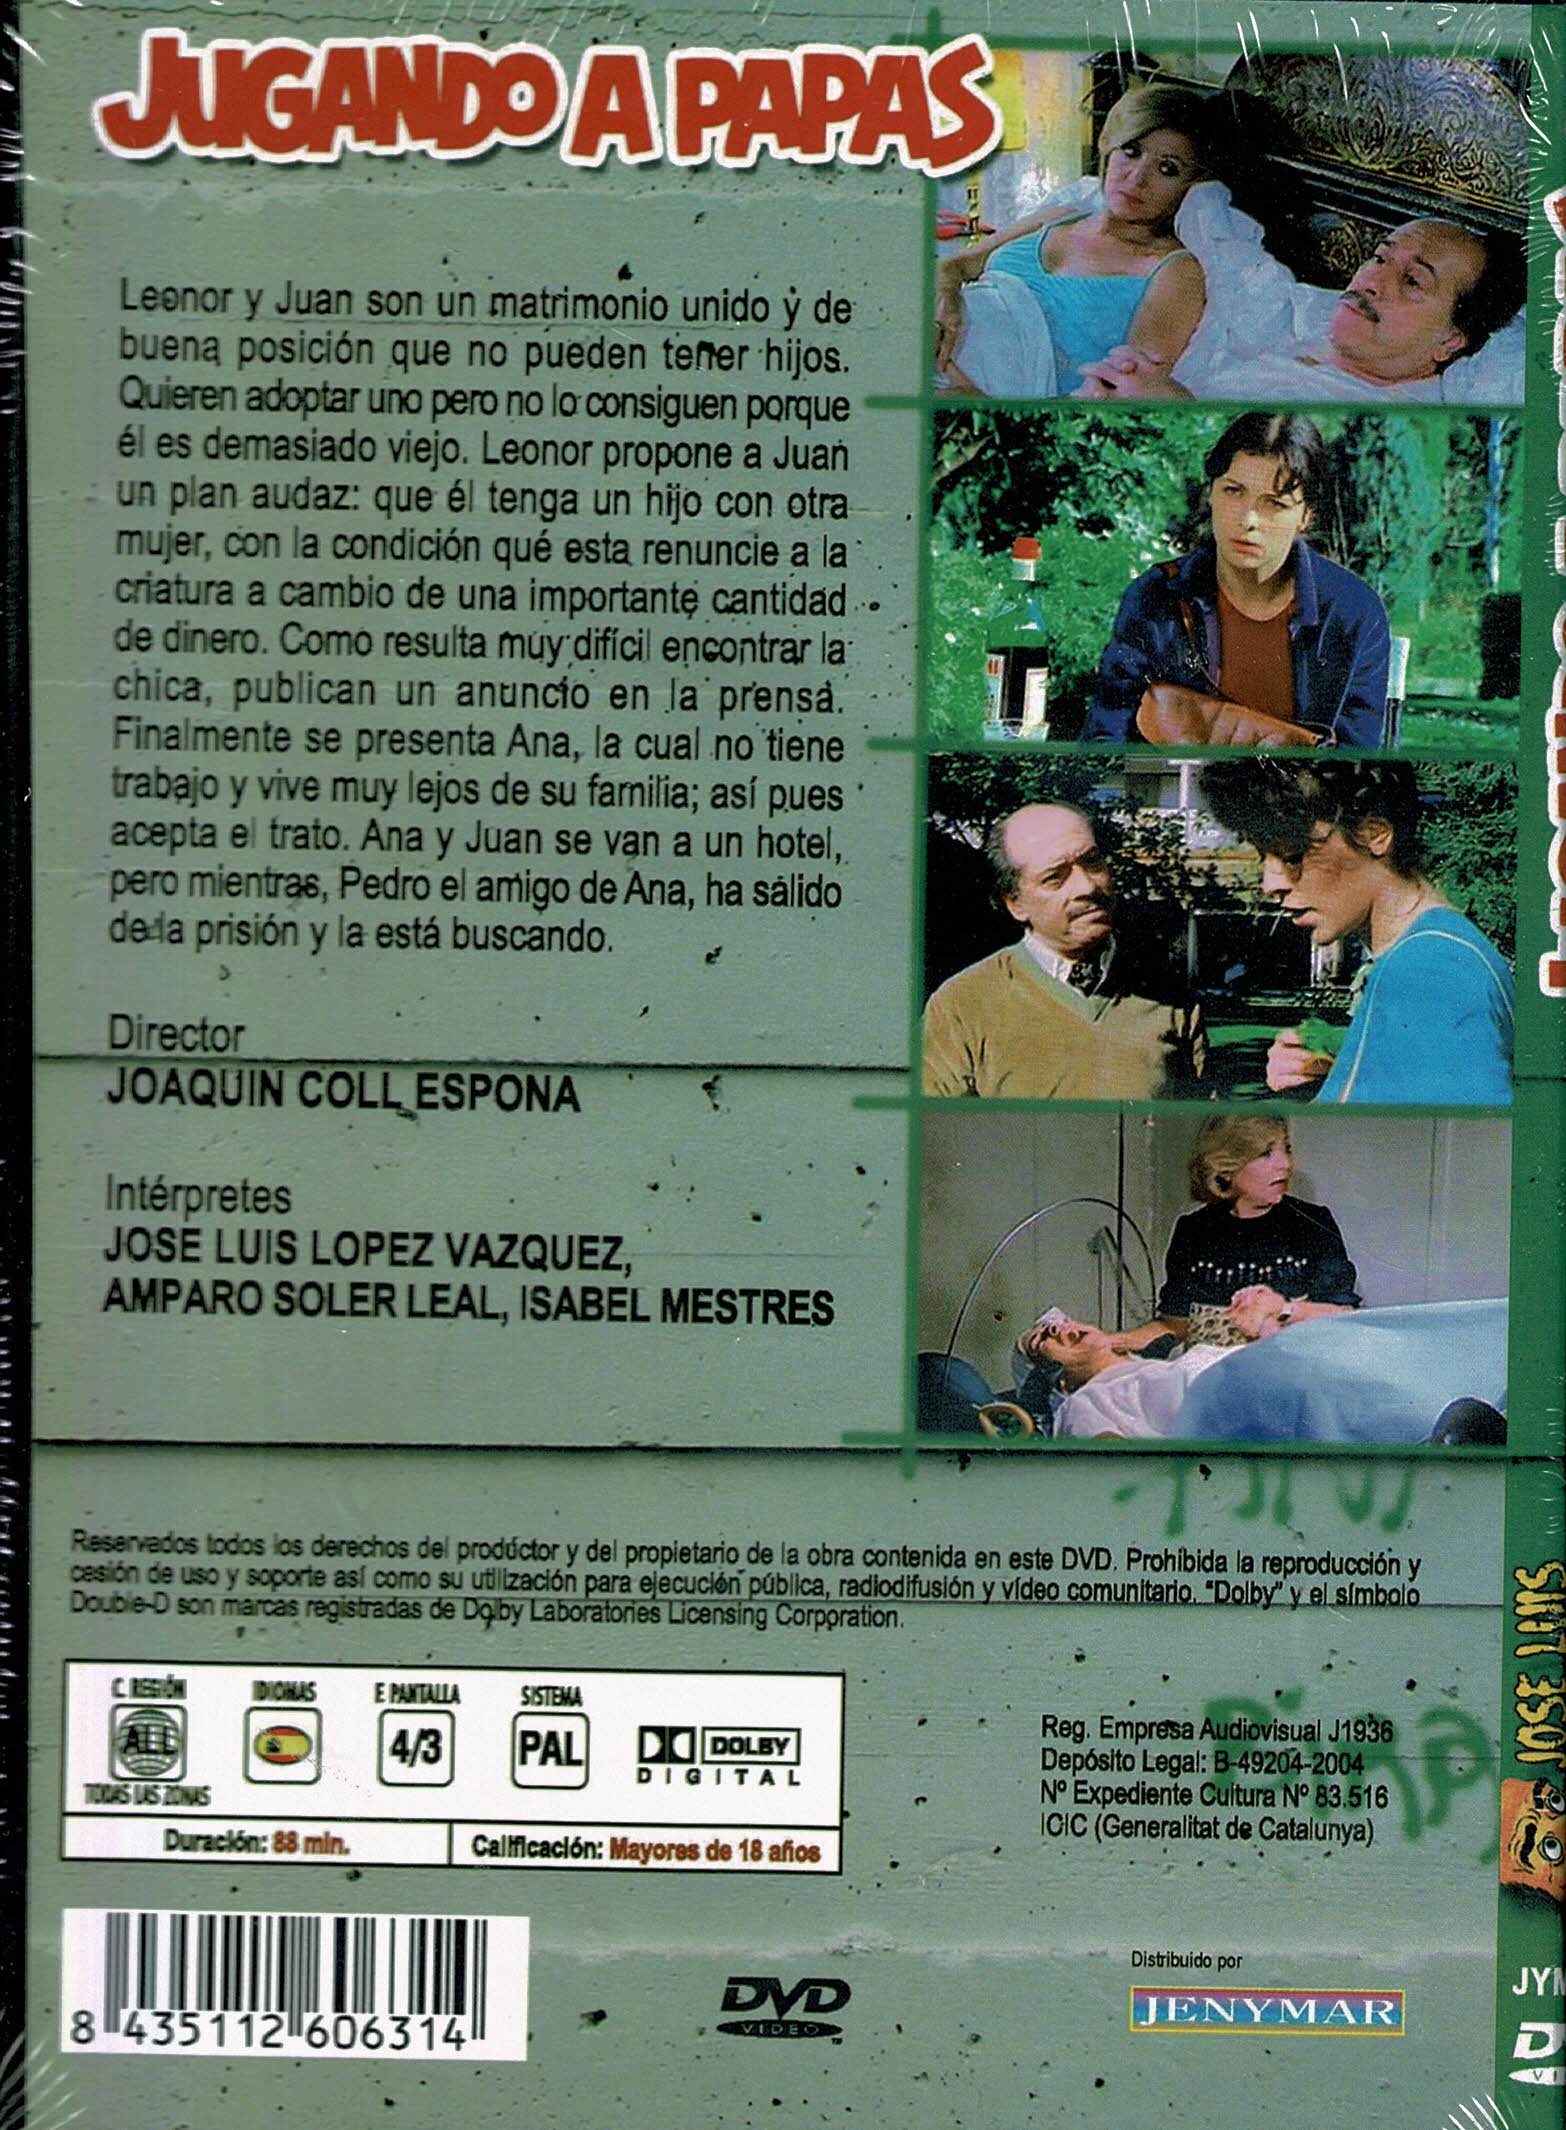 JUGANDO A PAPAS
Leonor y Juan son un matrimonio unido y de
buena posición que no pueden tener hijos.
Quieren adoptar uno pero no lo consiguen porque
él es demasiado viejo. Leonor propone a Juan
un plan audaz: que él tenga un hijo con otra
mujer, con la condición qué esta renuncie a la
criatura a cambio de una importante cantidad
de dinero. Como resulta muy difícil encontrar la
chica, publican un anuncio en la prensa.
Finalmente se presenta Ana, la cual no tiene
trabajo y vive muy lejos de su familia; así pues
acepta el trato. Ana y Juan se van a un hotel,
pero mientras, Pedro el amigo de Ana, ha salido
de la prisión y la está buscando.
Director
JOAQUIN COLL ESPONA
Intérpretes
JOSE LUIS LOPEZ VAZQUEZ,
AMPARO SOLER LEAL, ISABEL MESTRES
Reservados todos los derechos del productor y del propietario de la obra contenida en este DVD. Prohibida la reproducción y
casión de uso y soporte así como su utilización para ejecución pública, radiodifusión y vídeo comunitario. "Dolby" y el símbolo
Double-D son marcas registradas de Dolby Laboratories Licensing Corporation.
C. REGIÓN IDIOMAS E PANTALLA SISTEMA
ALL 4/3 PAL DOLBY
DIGITAL
TODAS LAS ZONAS
Duración: 88 min. Calificación: Mayores de 18 años
Reg. Empresa Audiovisual J1936
Depósito Legal: B-49204-2004
Nº Expediente Cultura Nº 83.516
ICIC (Generalitat de Catalunya)
8 435112 606314
DVD
VIDEO
Distribuido por
JENYMAR
JOSE LUIS